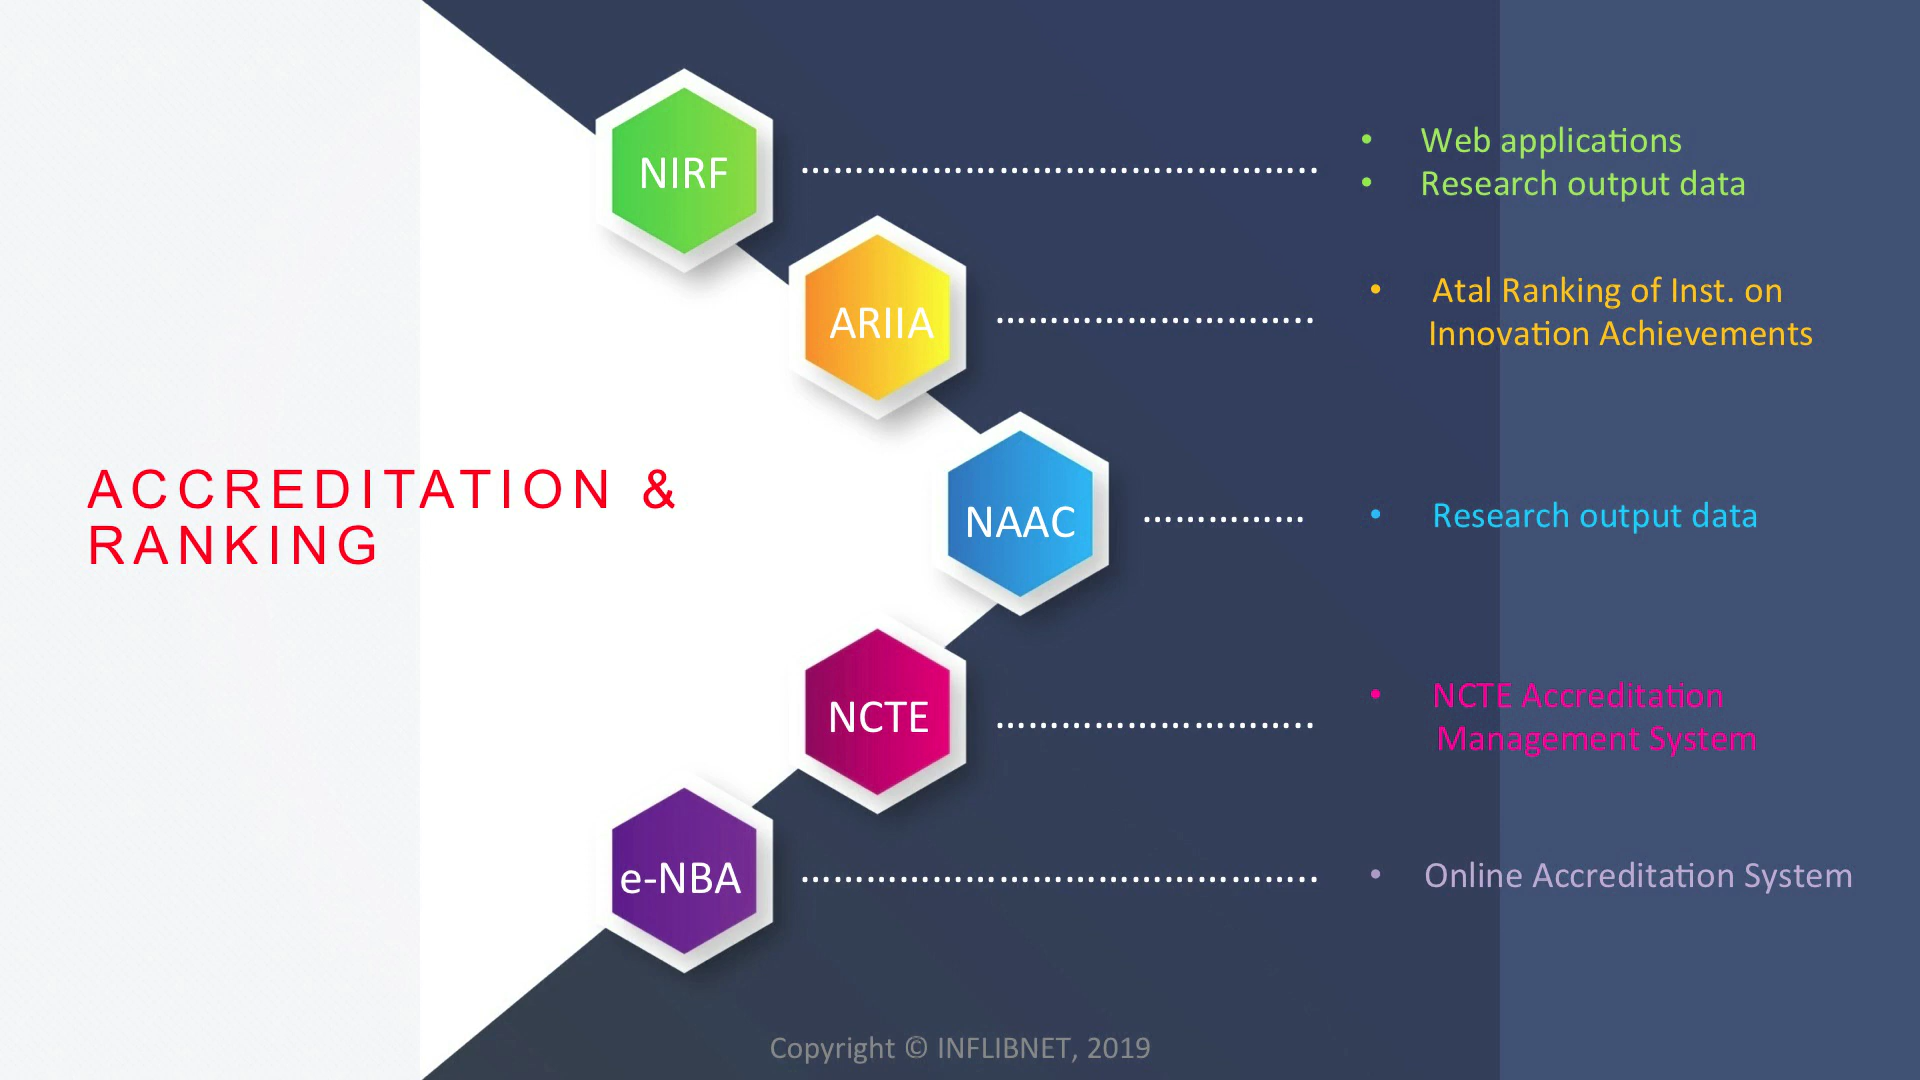 ACCREDITATION &
RANKING
NIRF
• Web applications
• Research output data
ARIIA
• Atal Ranking of Inst. on
Innovation Achievements
NAAC
• Research output data
NCTE
• NCTE Accreditation
Management System
e-NBA
• Online Accreditation System
Copyright © INFLIBNET, 2019